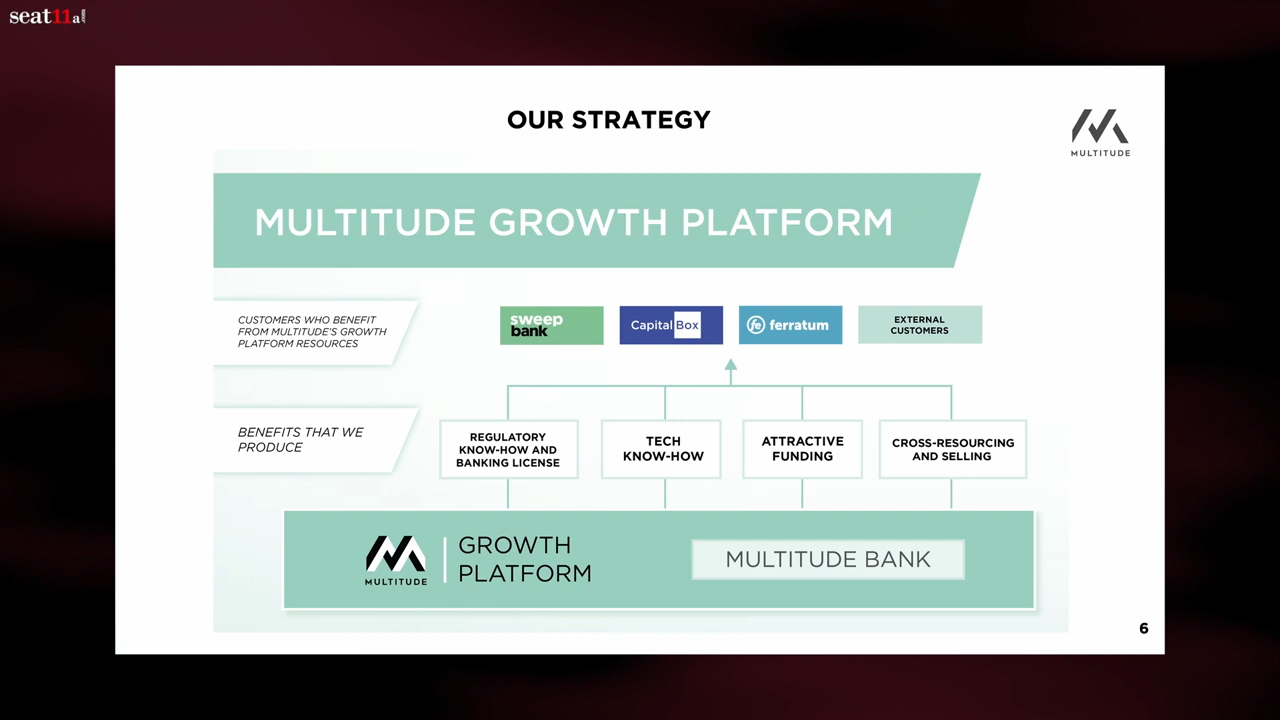 seat11a.com
OUR STRATEGY
MULTITUDE
MULTITUDE GROWTH PLATFORM
CUSTOMERS WHO BENEFIT
FROM MULTITUDE'S GROWTH
PLATFORM RESOURCES
sweep
bank
Capital Box
fe ferratum
EXTERNAL
CUSTOMERS
BENEFITS THAT WE
PRODUCE
REGULATORY
KNOW-HOW AND
BANKING LICENSE
TECH
KNOW-HOW
ATTRACTIVE
FUNDING
CROSS-RESOURCING
AND SELLING
MULTITUDE
GROWTH
PLATFORM
MULTITUDE BANK
6